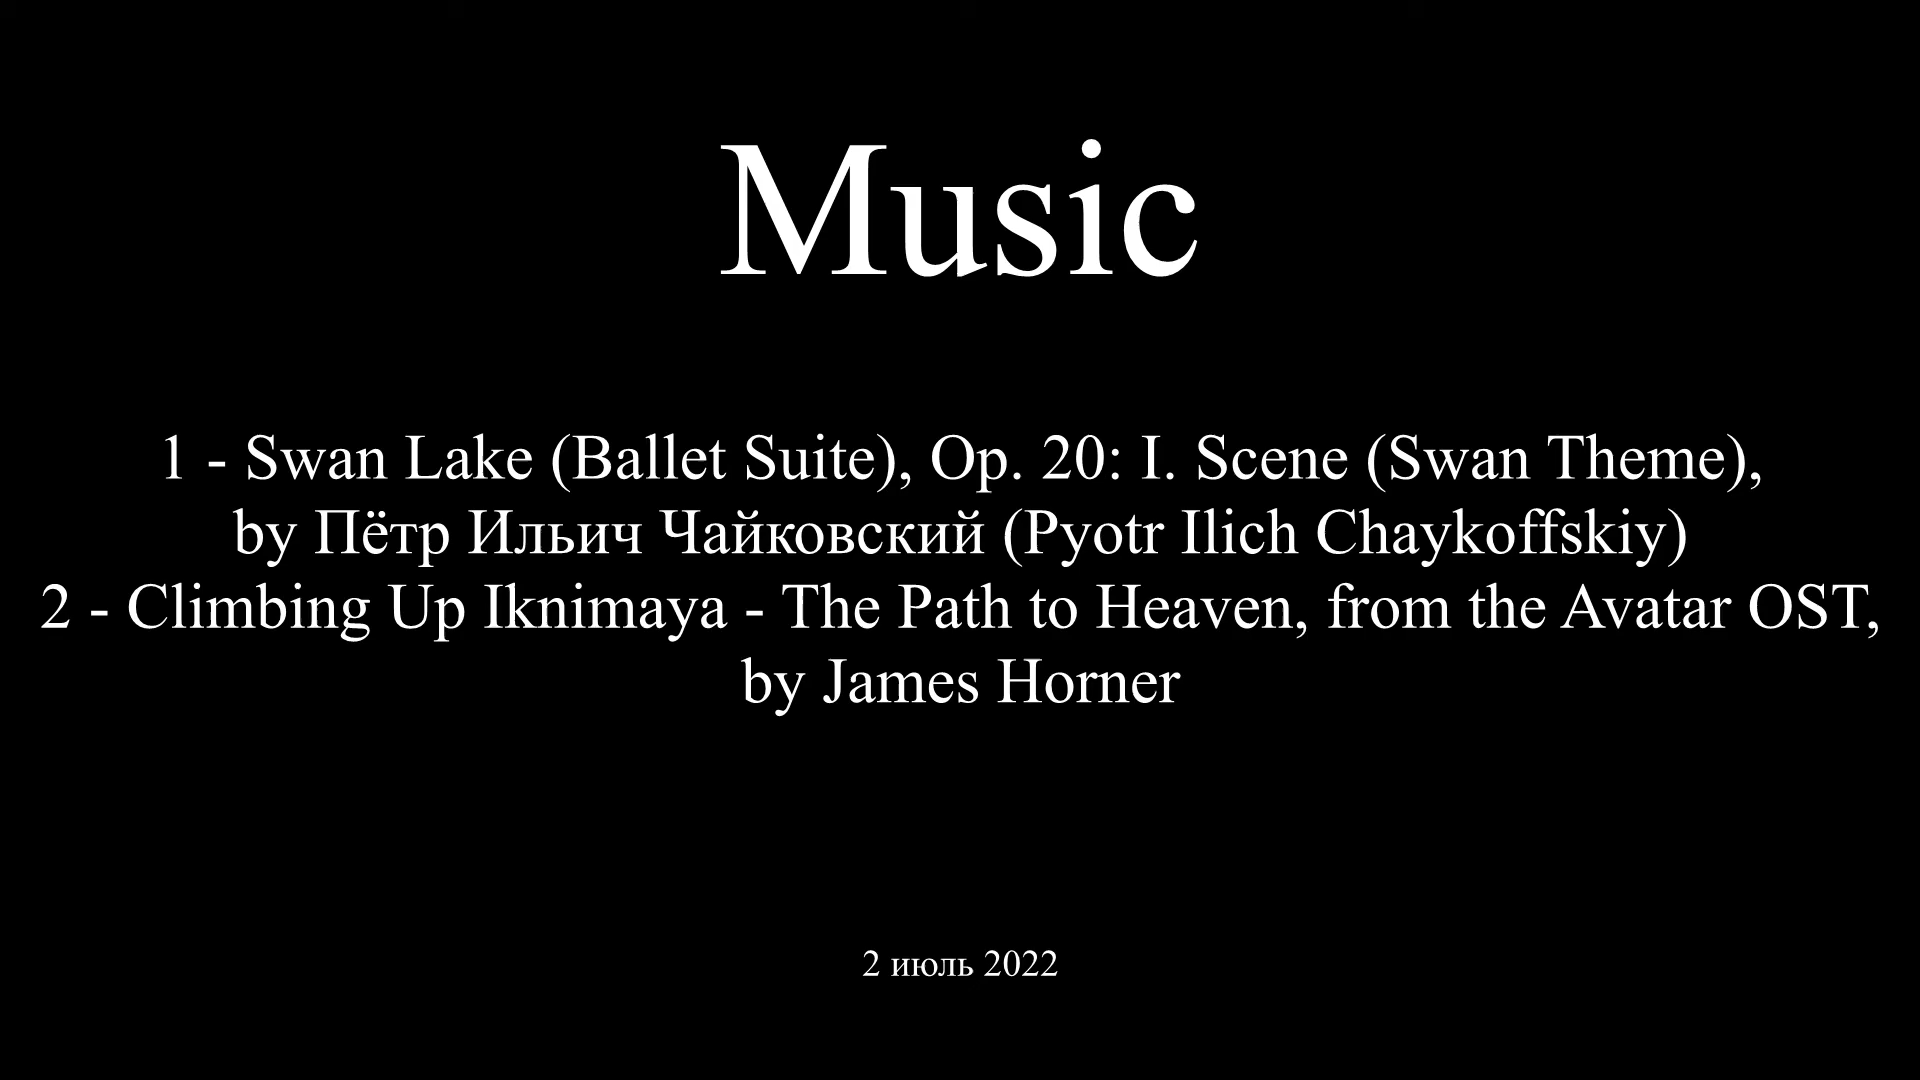 Music
1 - Swan Lake (Ballet Suite), Op. 20: I. Scene (Swan Theme),
by Пётр Ильич Чайковский (Pyotr Ilich Chaykoffskiy)
2 - Climbing Up Iknimaya - The Path to Heaven, from the Avatar OST,
by James Horner
2 июль 2022